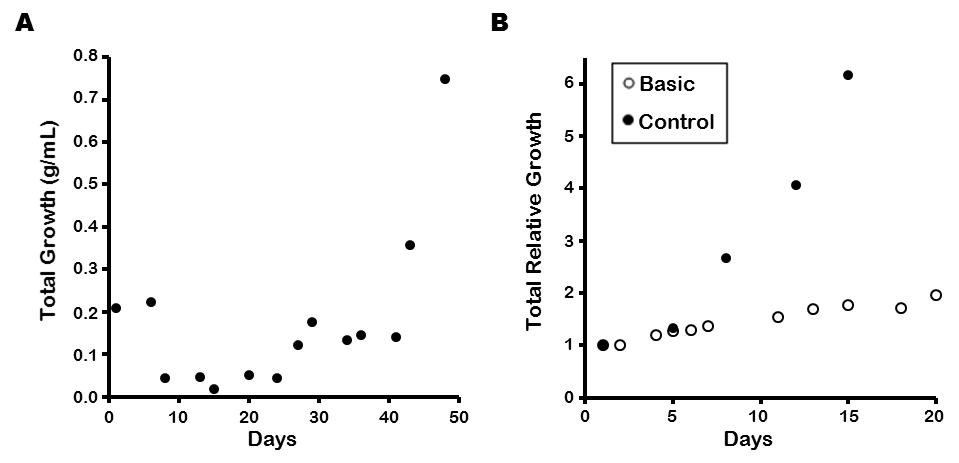 A
Total Growth (g/mL)
0.8
0.7
0.6
0.5
0.4
0.3
0.2
0.1
0.0
0 10 20 30 40 50
Days
B
Total Relative Growth
6
5
4
3
2
1
0
Basic
Control
0 5 10 15 20
Days